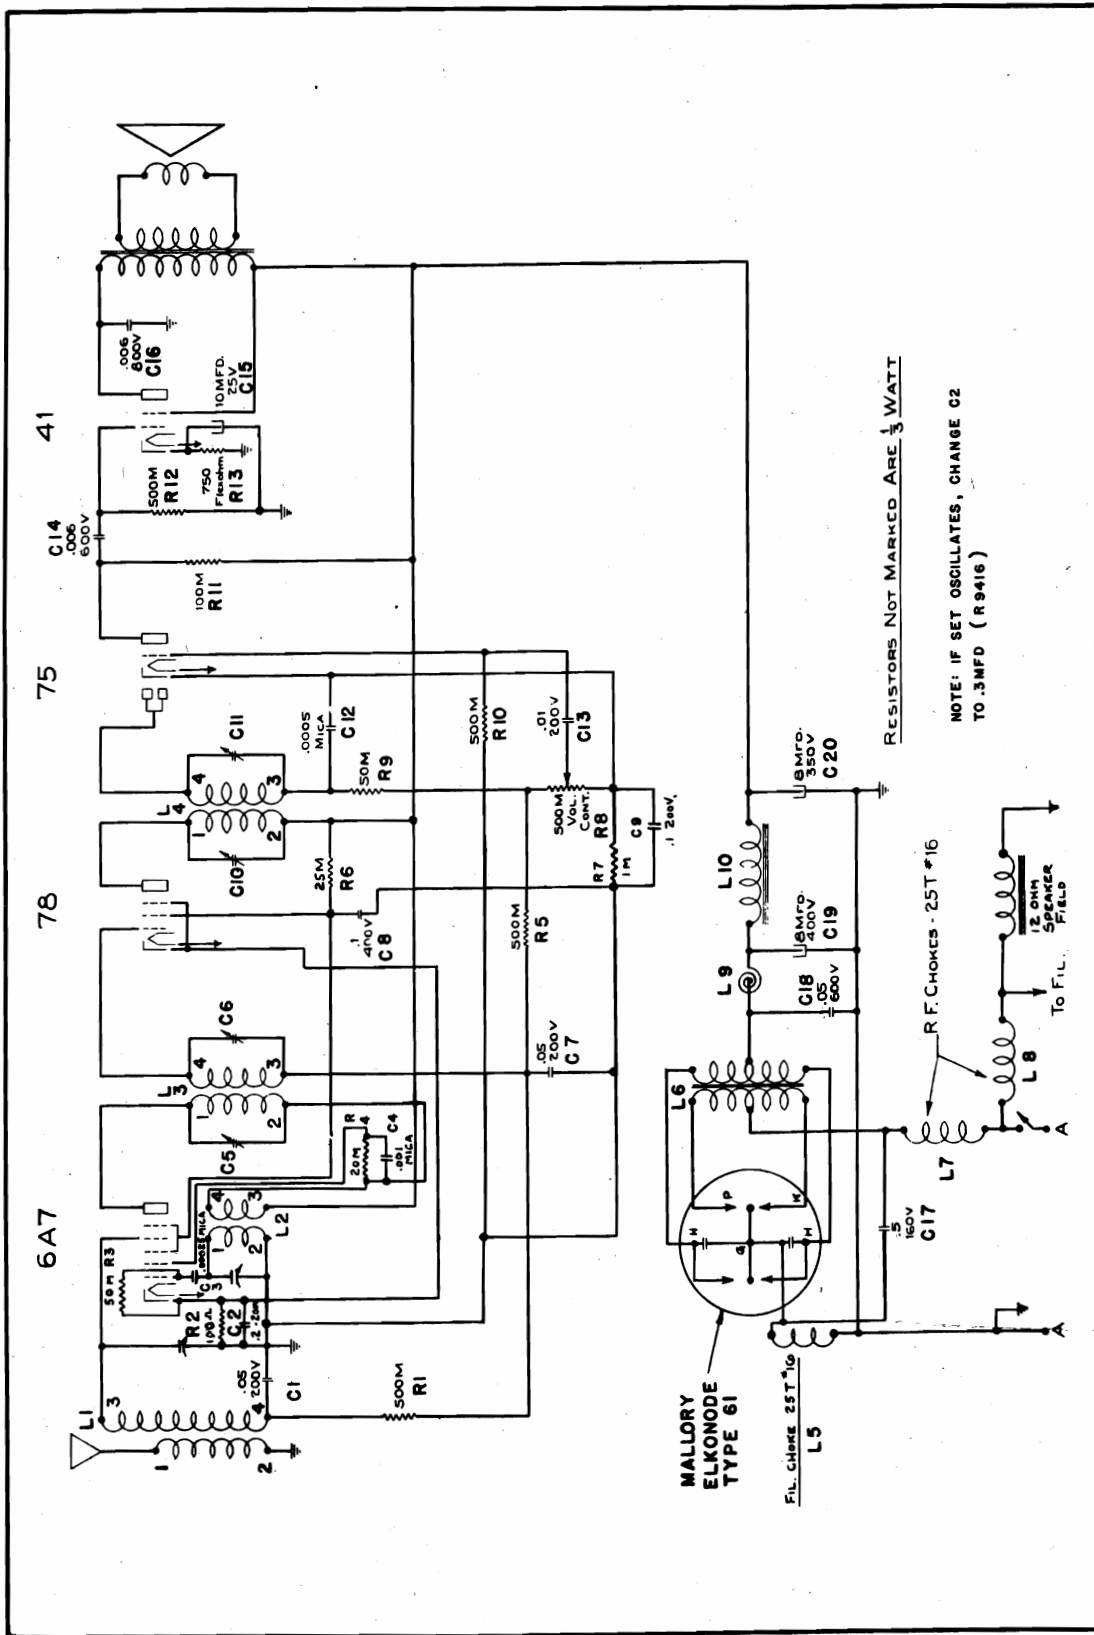 6A7
78
75
41
L1
3
4
1
2
R2
100Ω
C2
.2-200V
50M R3
C
3
MICA
.05
200V
C1
500M
R1
1
2
4
3
L2
R
4
20M
C4
.001
MICA
L3
1
2
4
3
C5
C6
.05
200V
C7
500M
R5
.1
400V
C8
25M
R6
L4
1
2
4
3
C10
C11
.0005
MICA
C12
50M
R9
500M
R10
.01
200V
C13
500M
VOL.
CONT.
R8
R7
1M
C9
.1 200V.
100M
R11
C14
.006
600V
500M
R12
750
Flexohm
R13
10MFD.
25V
C15
.006
800V
C16
MALLORY
ELKONODE
TYPE 61
H
P
K
G
H
H
FIL. CHOKE 25T #16
L5
L6
.5
160V
C17
L7
A
A
L8
R.F. CHOKES - 25T #16
TO FIL.
12 OHM
SPEAKER
FIELD
L9
C18
.05
600V
8MFD.
400V
C19
L10
8MFD.
350V
C20
RESISTORS NOT MARKED ARE 1/3 WATT
NOTE: IF SET OSCILLATES, CHANGE C2
TO .3MFD (R9416)